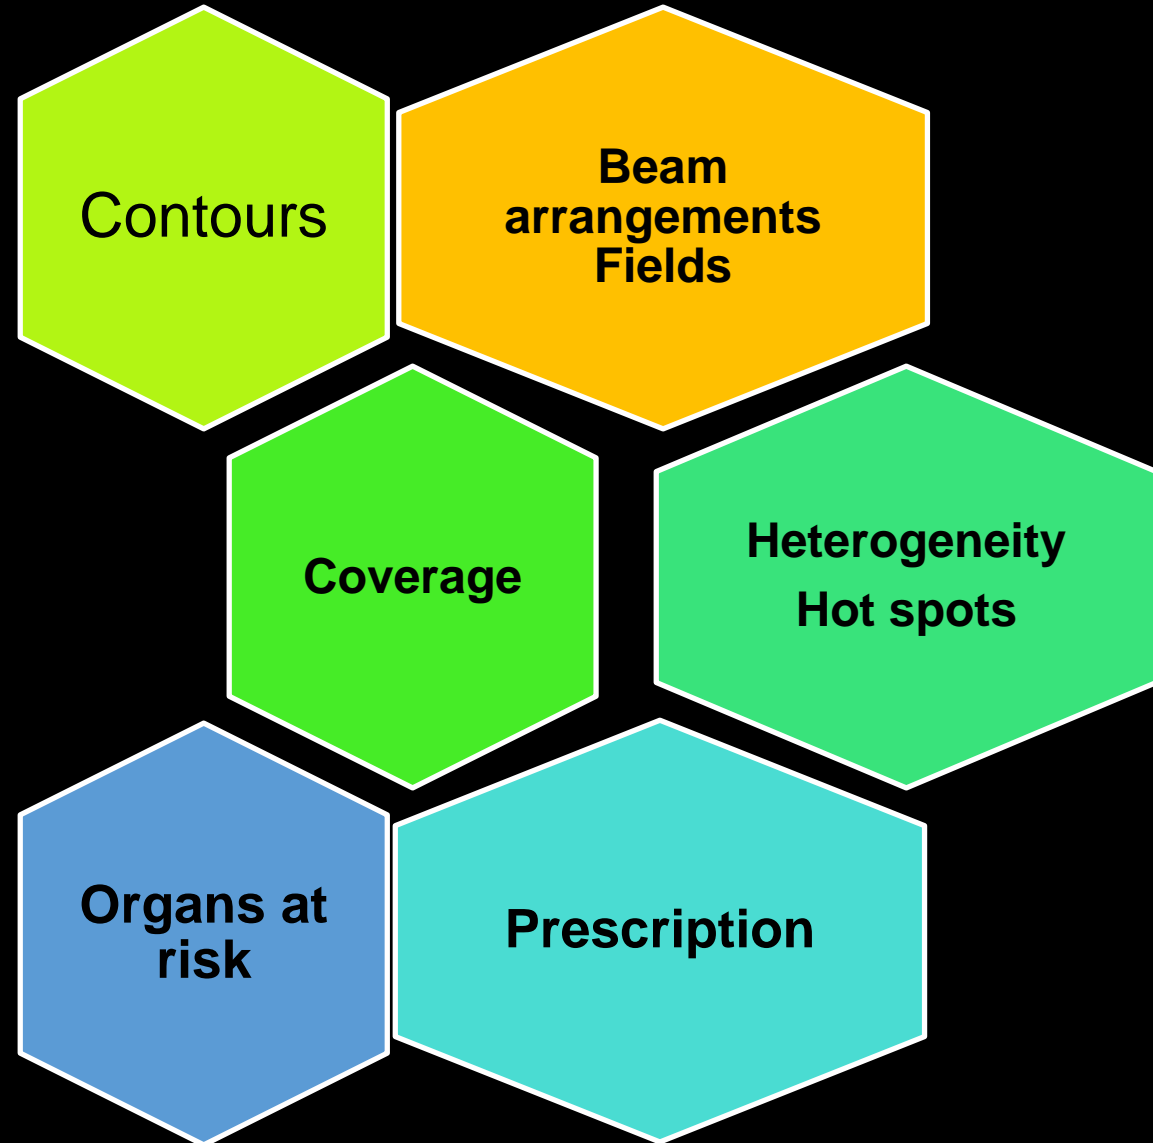 Contours
Beam
arrangements
Fields
Coverage
Heterogeneity
Hot spots
Organs at
risk
Prescription